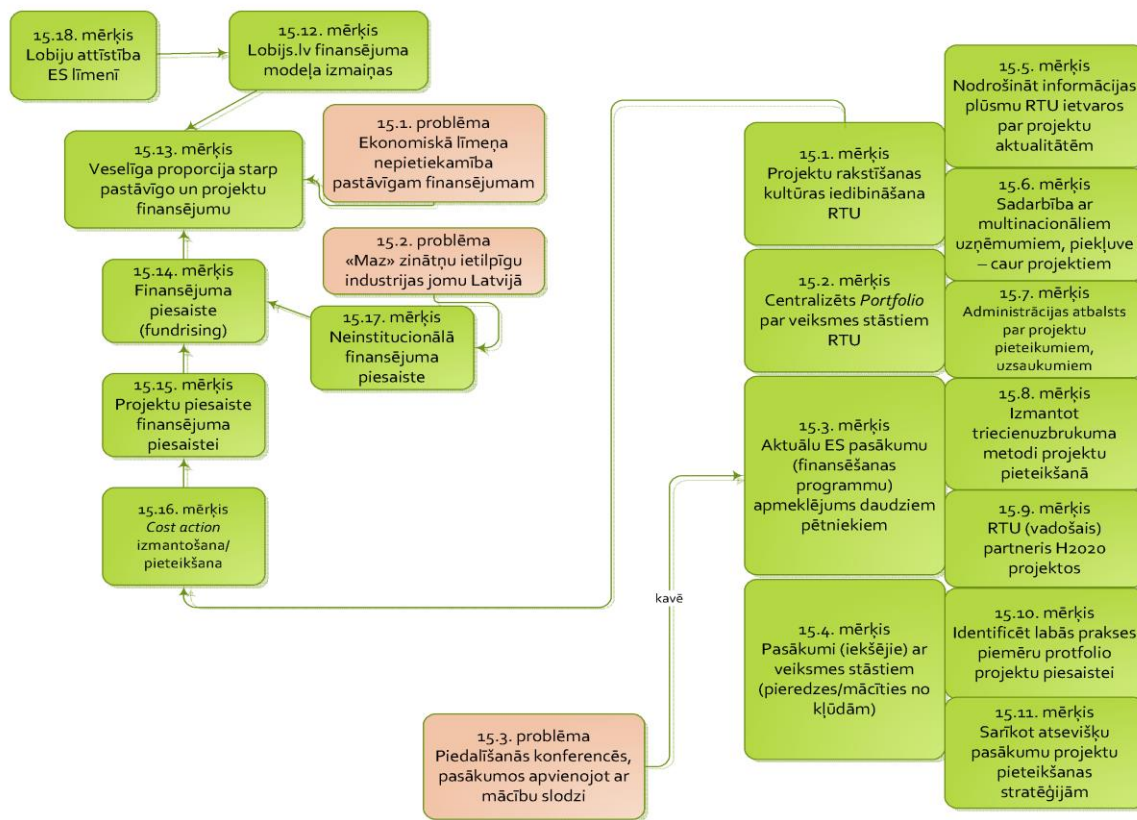 15.18. mērķis
Lobiju attīstība
ES līmenī
15.12. mērķis
Lobijs.lv finansējuma
modeļa izmaiņas
15.13. mērķis
Veselīga proporcija starp
pastāvīgo un projektu
finansējumu
15.1. problēma
Ekonomiskā līmeņa
nepietiekamība
pastāvīgam finansējumam
15.2. problēma
«Maz» zinātņu ietilpīgu
industrijas jomu Latvijā
15.14. mērķis
Finansējuma
piesaiste
(fundrising)
15.17. mērķis
Neinstitucionālā
finansējuma
piesaiste
15.15. mērķis
Projektu piesaiste
finansējuma
piesaistei
15.16. mērķis
Cost action
izmantošana/
pieteikšana
15.3. problēma
Piedalīšanās konferencēs,
pasākumos apvienojot ar
mācību slodzi
kavē
15.1. mērķis
Projektu rakstīšanas
kultūras iedibināšana
RTU
15.2. mērķis
Centralizēts Portfolio
par veiksmes stāstiem
RTU
15.3. mērķis
Aktuālu ES pasākumu
(finansēšanas
programmu)
apmeklējums daudziem
pētniekiem
15.4. mērķis
Pasākumi (iekšējie) ar
veiksmes stāstiem
(pieredzes/mācīties no
kļūdām)
15.5. mērķis
Nodrošināt informācijas
plūsmu RTU ietvaros
par projektu
aktualitātēm
15.6. mērķis
Sadarbība ar
multinacionāliem
uzņēmumiem, piekļuve
– caur projektiem
15.7. mērķis
Administrācijas atbalsts
par projektu
pieteikumiem,
uzsaukumiem
15.8. mērķis
Izmantot
triecienuzbrukuma
metodi projektu
pieteikšanā
15.9. mērķis
RTU (vadošais)
partneris H2020
projektos
15.10. mērķis
Identificēt labās prakses
piemēru protfolio
projektu piesaistei
15.11. mērķis
Sarīkot atsevišķu
pasākumu projektu
pieteikšanas
stratēģijām